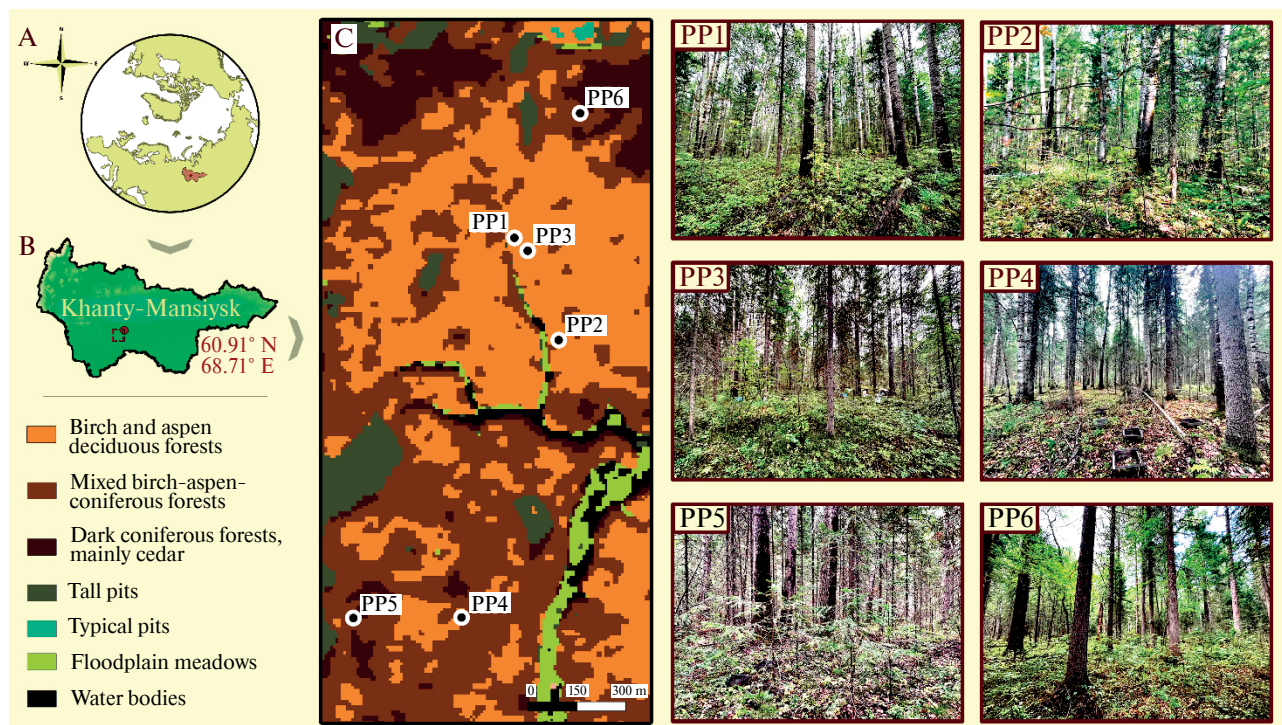 A
N
W
E
S
B
Khanty-Mansiysk
60.91° N
68.71° E
Birch and aspen
deciduous forests
Mixed birch-aspen-
coniferous forests
Dark coniferous forests,
mainly cedar
Tall pits
Typical pits
Floodplain meadows
Water bodies
C
PP6
PP1
PP3
PP2
PP5
PP4
0 150 300 m
PP1
PP2
PP3
PP4
PP5
PP6